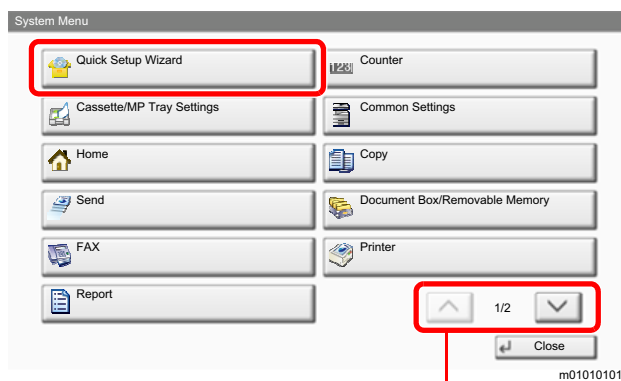 System Menu
Quick Setup Wizard
123
Counter
Cassette/MP Tray Settings
Common Settings
Home
Copy
Send
Document Box/Removable Memory
FAX
Printer
Report
1/2
Close
m01010101